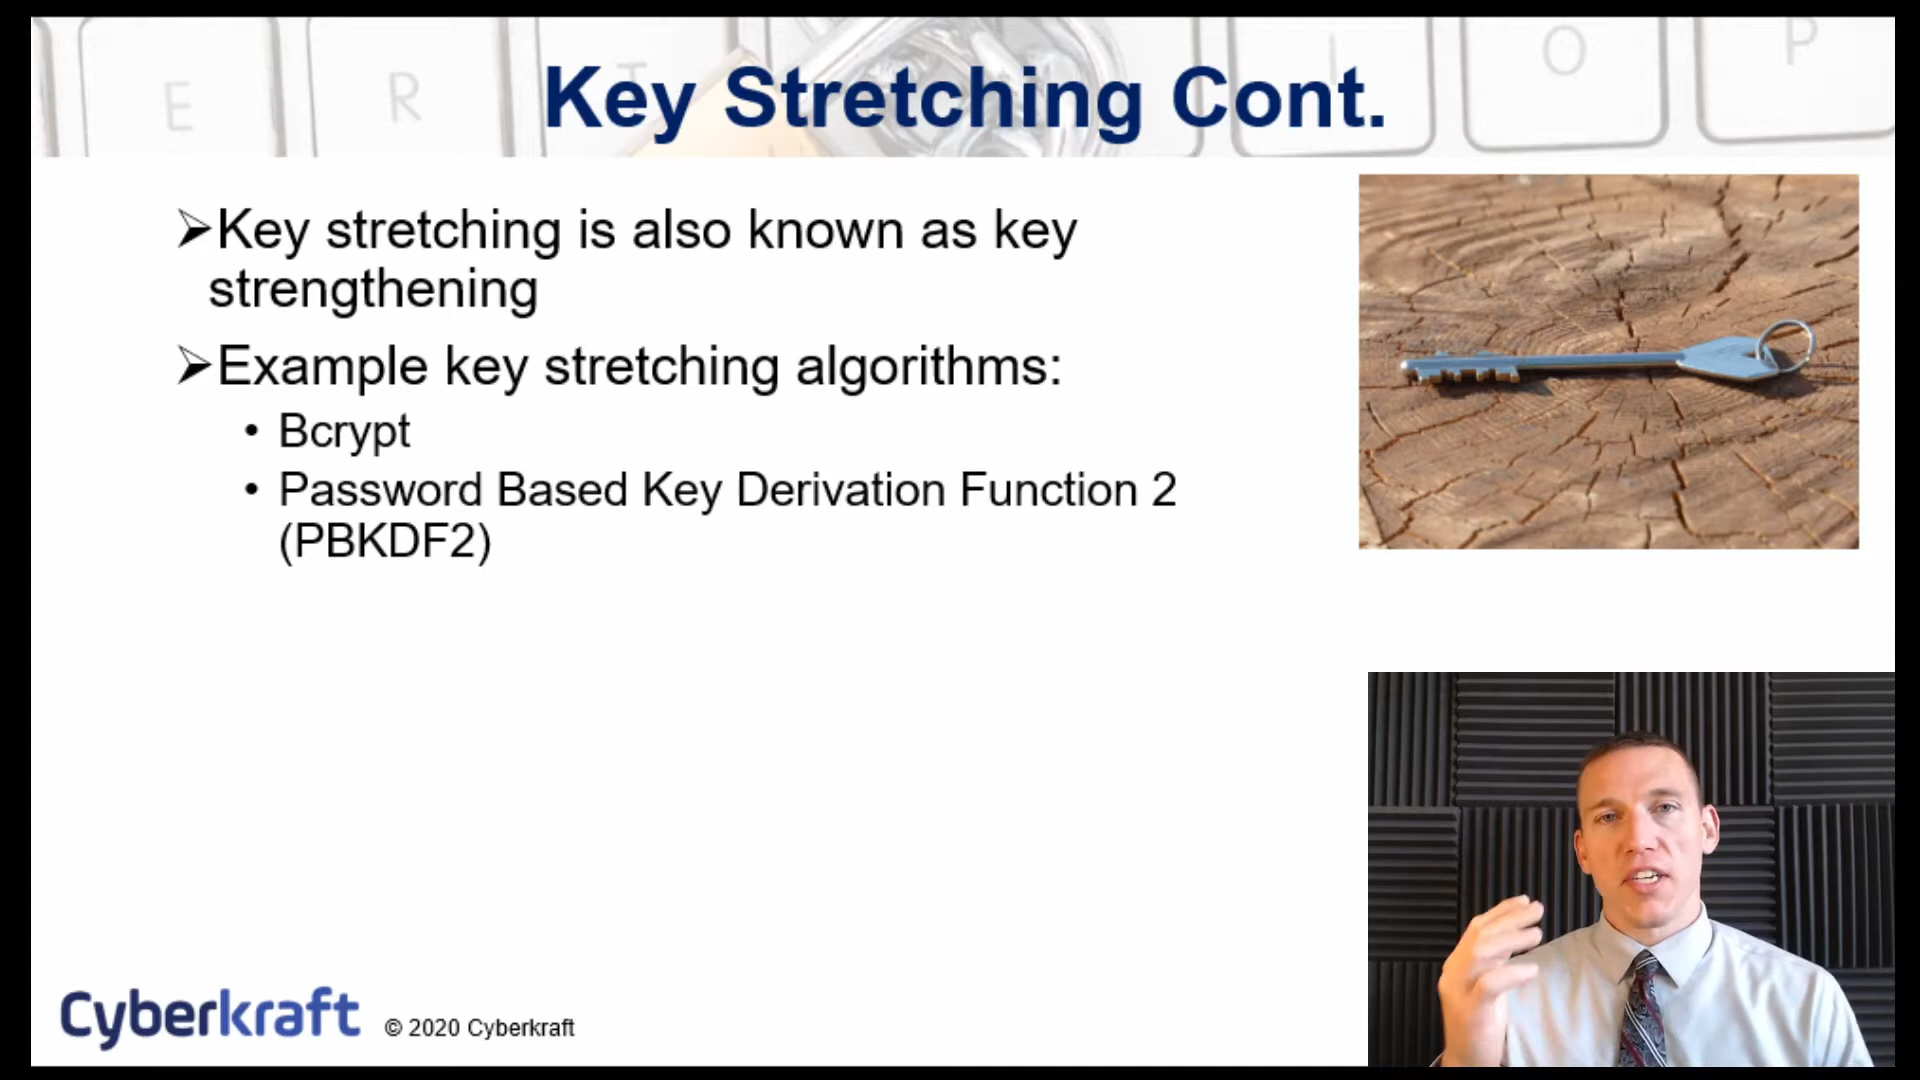 E R T I O P
Key Stretching Cont.
➢Key stretching is also known as key
strengthening
➢Example key stretching algorithms:
• Bcrypt
• Password Based Key Derivation Function 2
(PBKDF2)
Cyberkraft © 2020 Cyberkraft